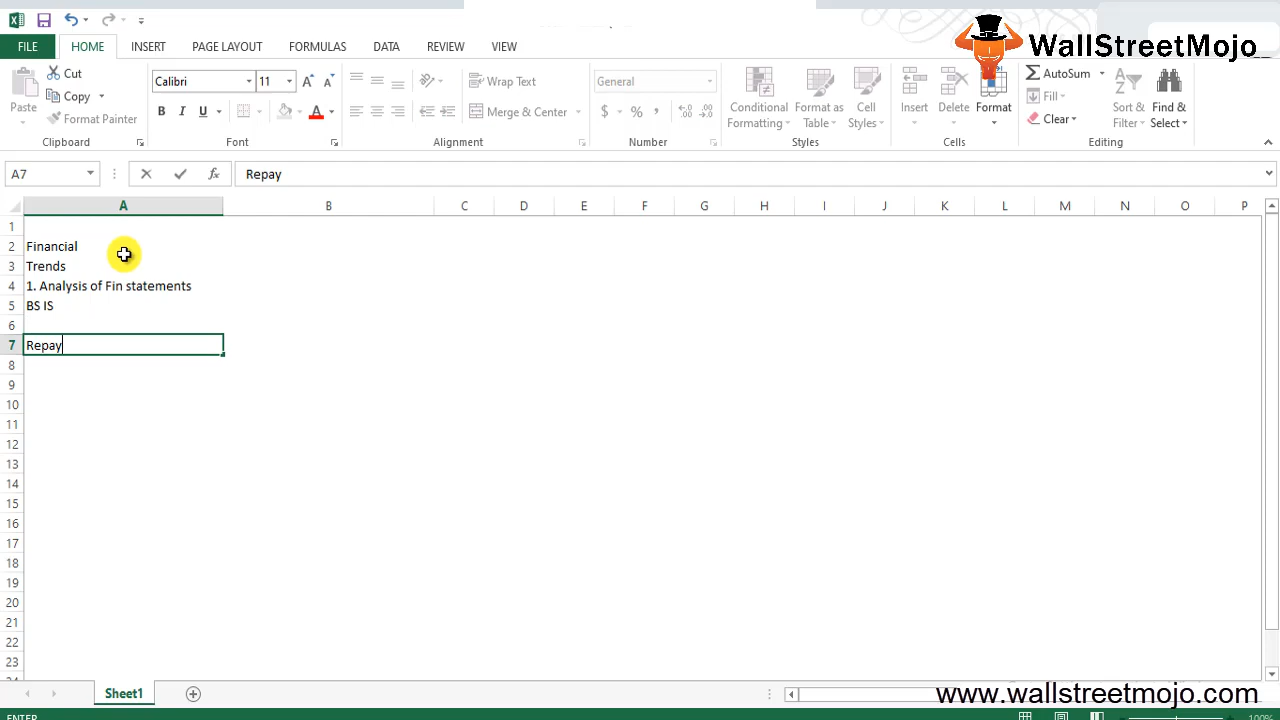 WallStreetMojo
FILE HOME INSERT PAGE LAYOUT FORMULAS DATA REVIEW VIEW
Paste
Cut
Copy
Format Painter
Clipboard
Calibri 11
B I U
Font
Wrap Text
Merge & Center
Alignment
General
$ % ,
Number
Conditional Formatting
Format as Table
Cell Styles
Styles
Insert
Delete
Format
Cells
AutoSum
Fill
Clear
Sort & Filter
Find & Select
Editing
A7 fx Repay
A B C D E F G H I J K L M N O P
1
2 Financial
3 Trends
4 1. Analysis of Fin statements
5 BS IS
6
7 Repay
8
9
10
11
12
13
14
15
16
17
18
19
20
21
22
23
Sheet1
www.wallstreetmojo.com
ENTER 100%